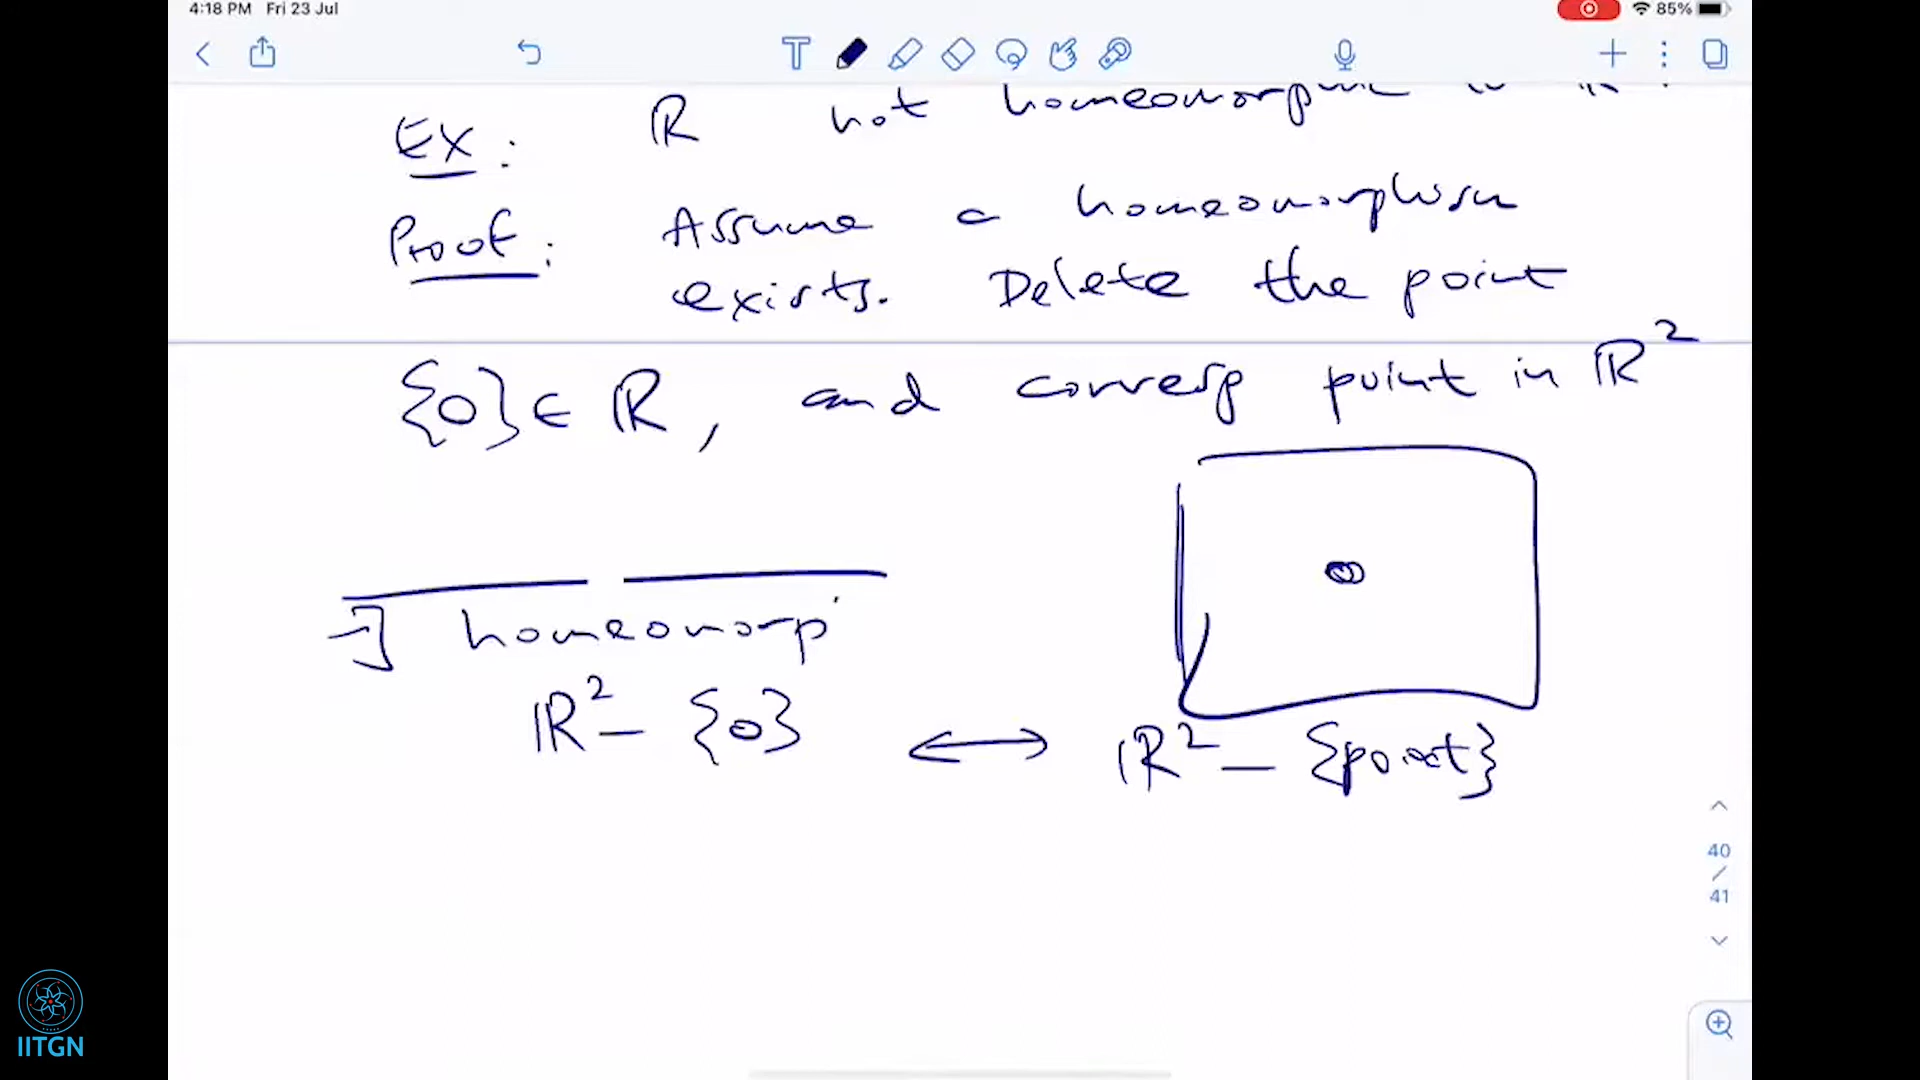 4:18 PM Fri 23 Jul
85%
Ex: ℝ not homeomorphic
Proof: Assume a homeomorphism
exists. Delete the point
{0} ∈ ℝ, and corresp point in ℝ²
∃ homeomorp
ℝ² - {0} ↔ ℝ² - {point}
40
/
41
IITGN